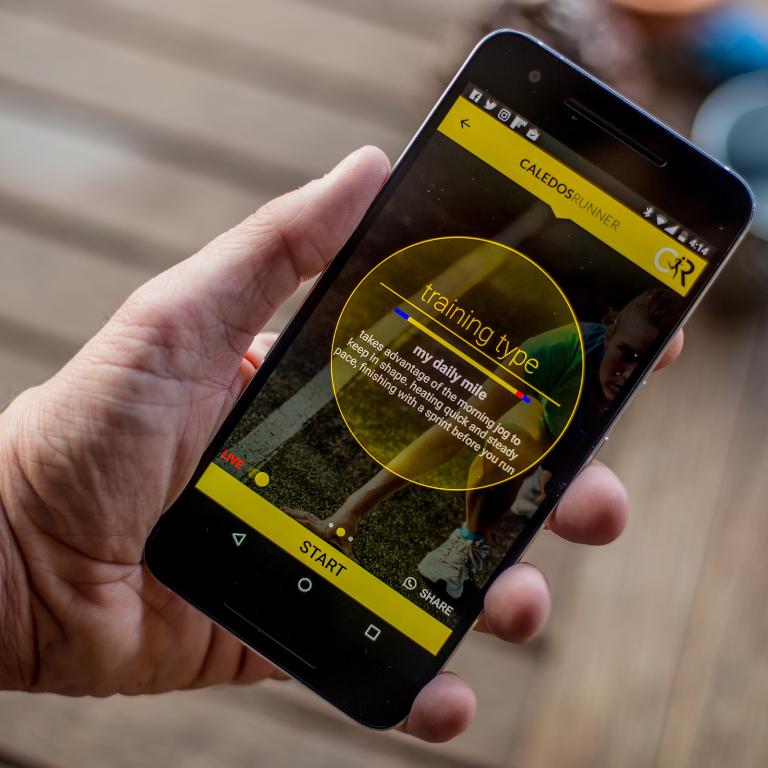 4:14
CALEDOSRUNNER
CR
training type
my daily mile
takes advantage of the morning jog to
keep in shape. heating quick and steady
pace, finishing with a sprint before you run
LIVE
START
SHARE